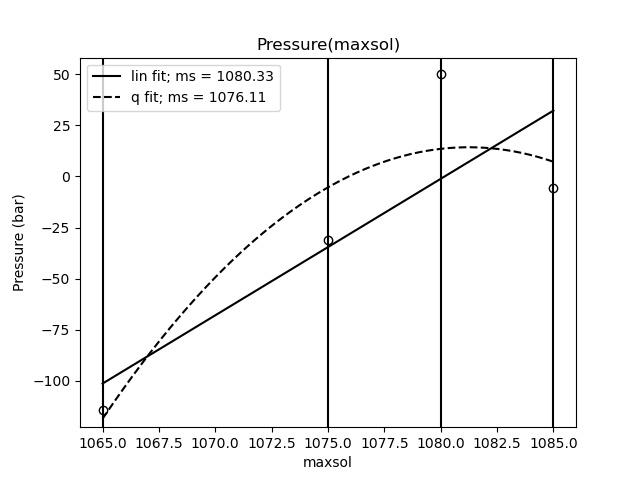 Pressure(maxsol)
lin fit; ms = 1080.33
q fit; ms = 1076.11
Pressure (bar)
50
25
0
−25
−50
−75
−100
1065.0 1067.5 1070.0 1072.5 1075.0 1077.5 1080.0 1082.5 1085.0
maxsol